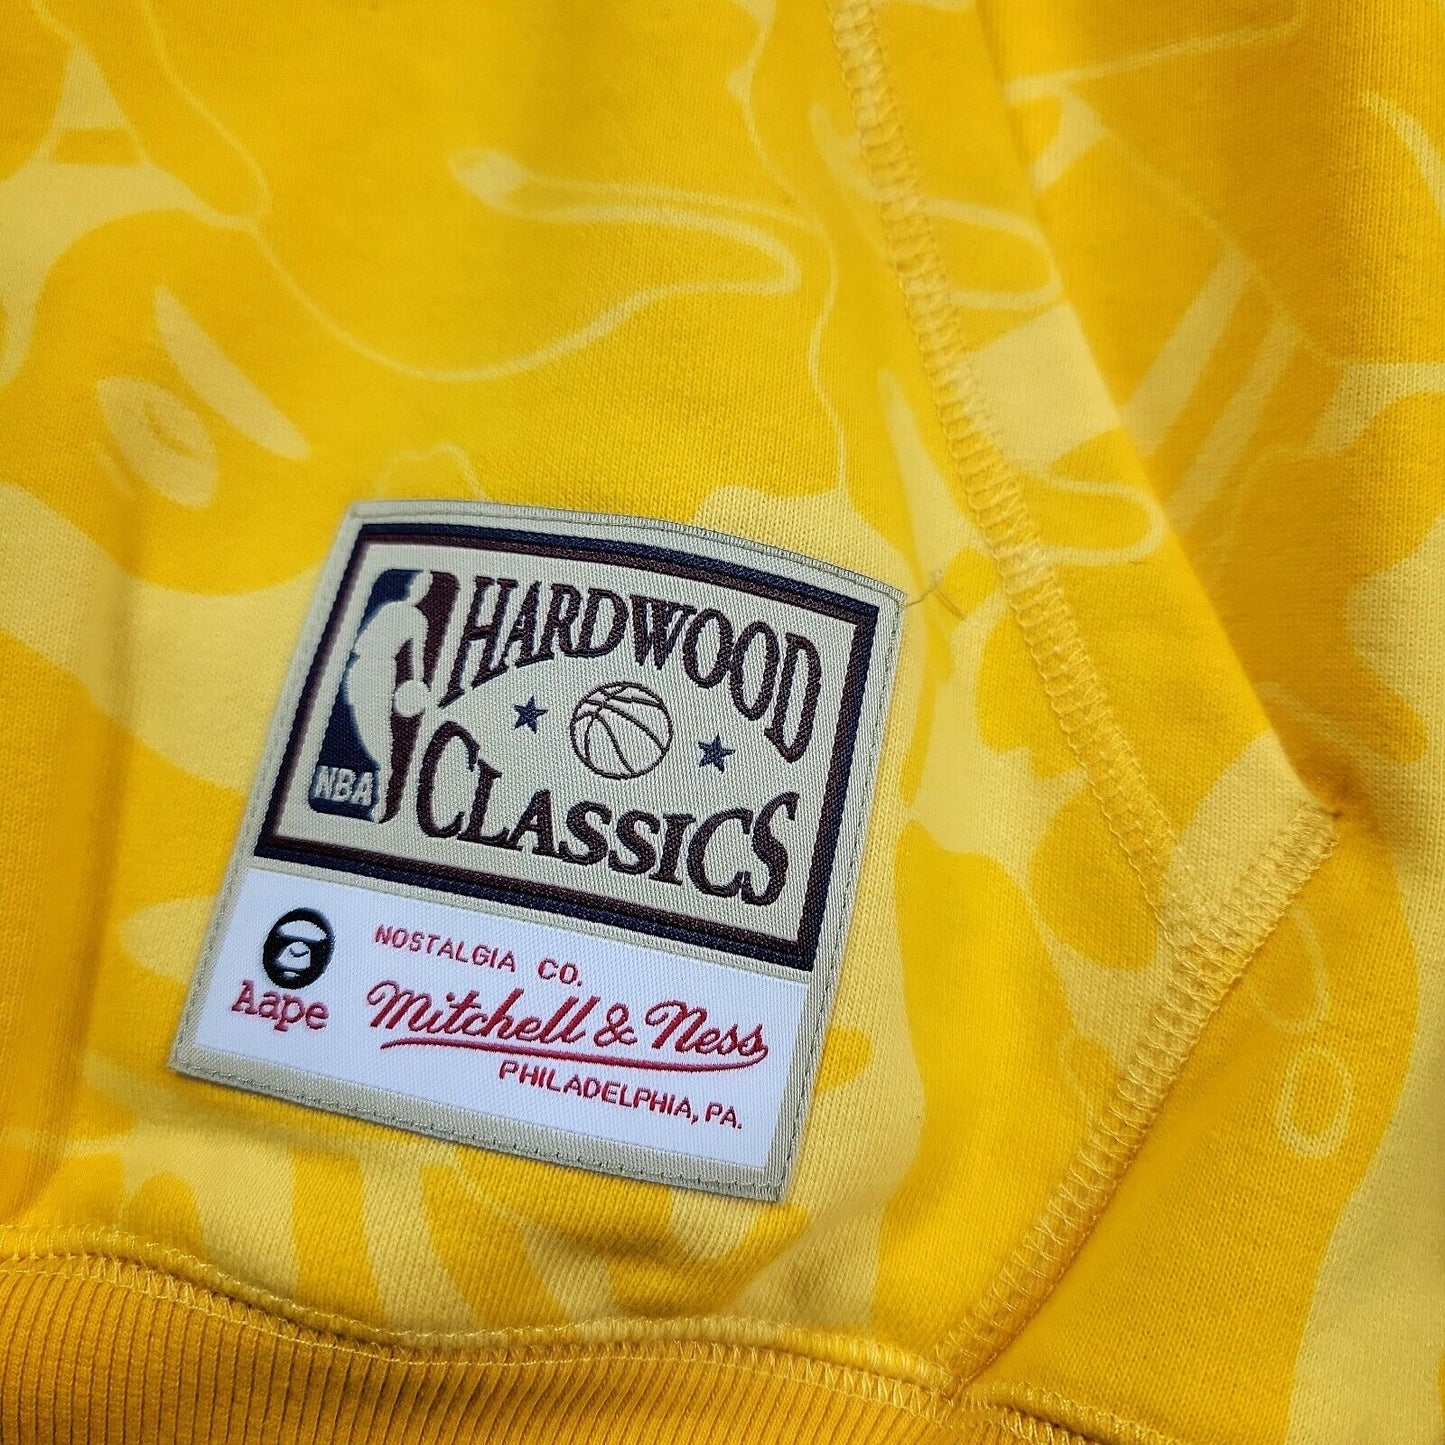 HARDWOOD
CLASSICS
NBA
Aape
NOSTALGIA CO.
Mitchell & Ness
PHILADELPHIA, PA.